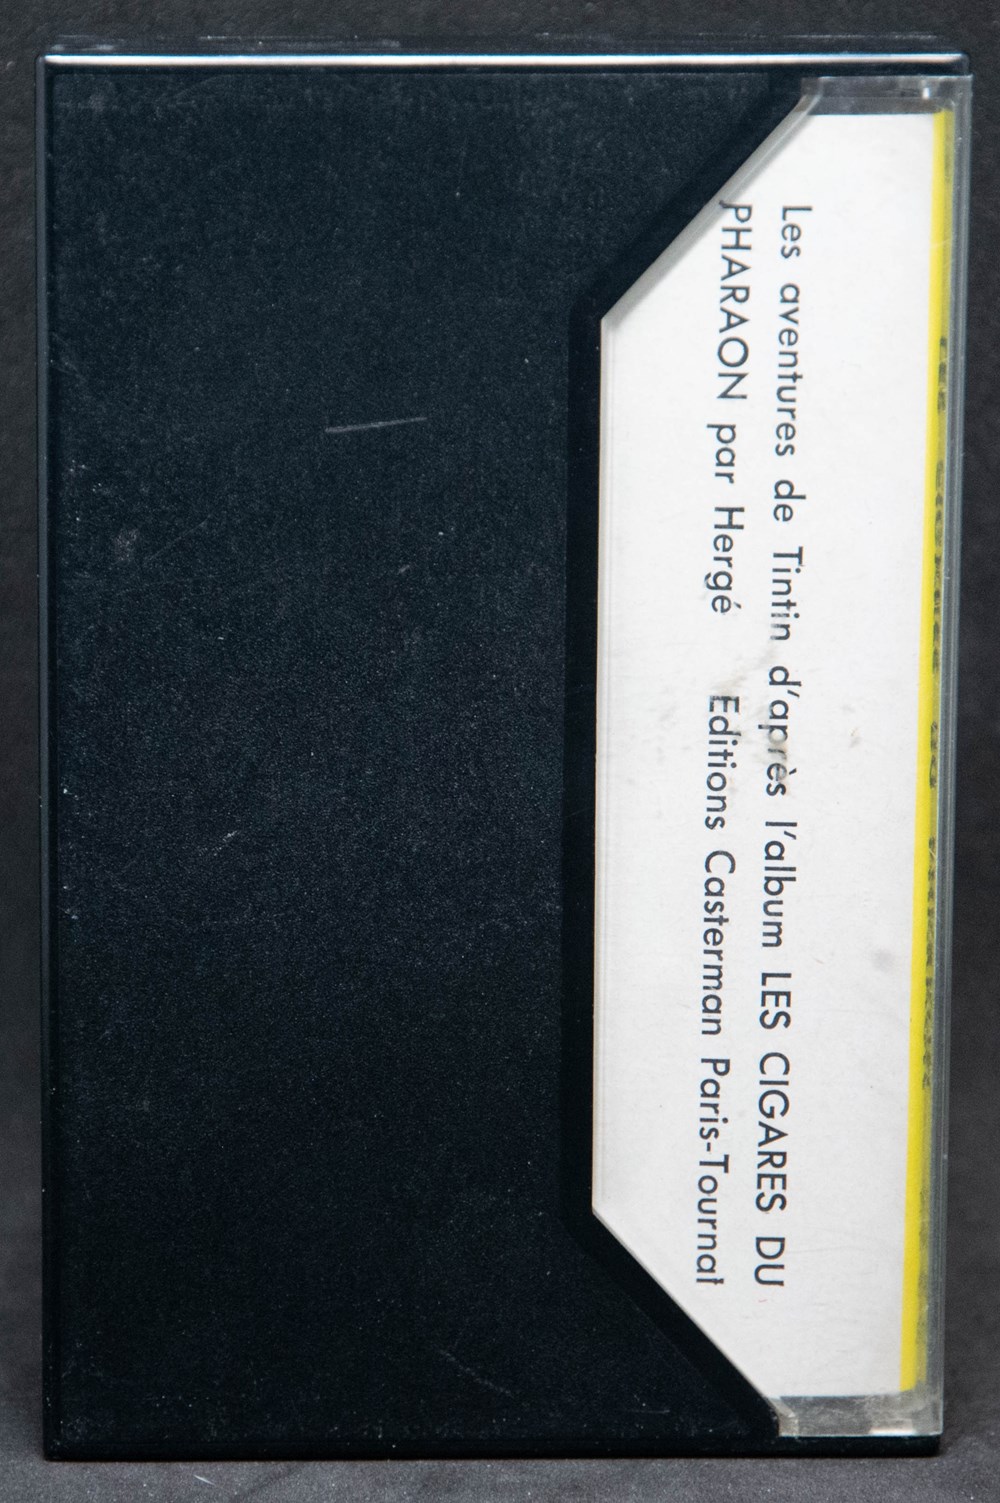 Les aventures de Tintin d'après l'album LES CIGARES DU
PHARAON par Hergé Editions Casterman Paris-Tournai